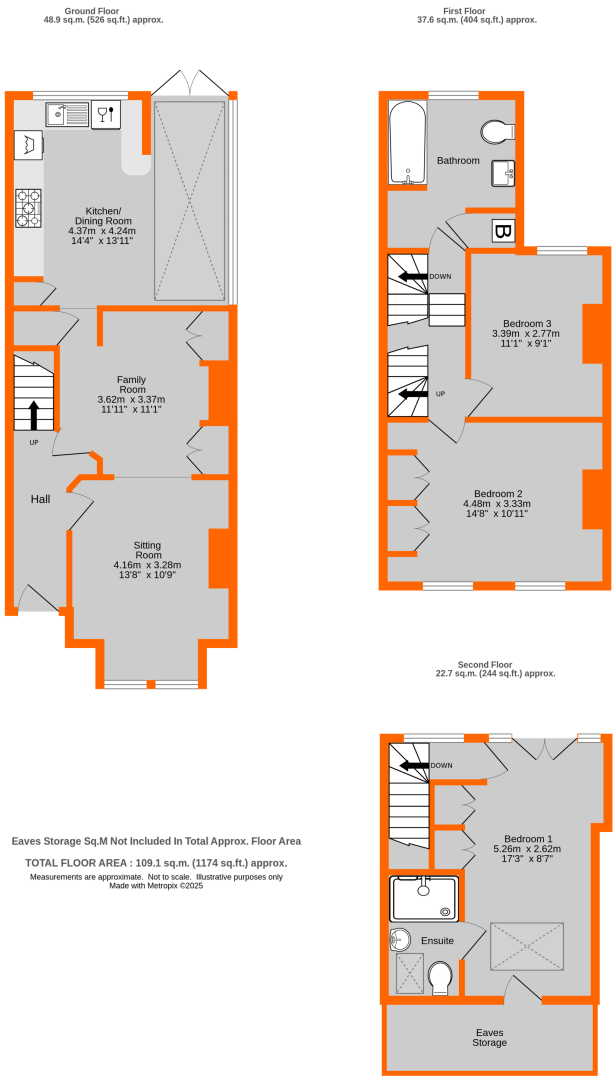 Ground Floor
48.9 sq.m. (526 sq.ft.) approx.
Kitchen/
Dining Room
4.37m x 4.24m
14'4" x 13'11"
Family
Room
3.62m x 3.37m
11'11" x 11'1"
UP
Hall
Sitting
Room
4.16m x 3.28m
13'8" x 10'9"
First Floor
37.6 sq.m. (404 sq.ft.) approx.
Bathroom
B
DOWN
Bedroom 3
3.39m x 2.77m
11'1" x 9'1"
UP
Bedroom 2
4.48m x 3.33m
14'8" x 10'11"
Second Floor
22.7 sq.m. (244 sq.ft.) approx.
DOWN
Bedroom 1
5.26m x 2.62m
17'3" x 8'7"
Ensuite
Eaves
Storage
Eaves Storage Sq.M Not Included In Total Approx. Floor Area
TOTAL FLOOR AREA : 109.1 sq.m. (1174 sq.ft.) approx.
Measurements are approximate. Not to scale. Illustrative purposes only
Made with Metropix ©2025